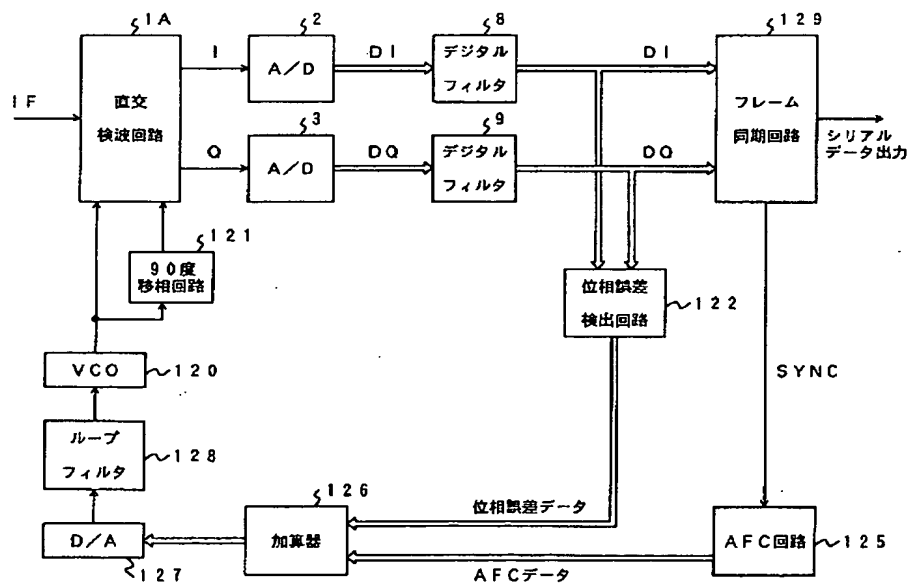 1A
2
8
129
IF
直交
検波回路
I
A/D
DI
デジタル
フィルタ
DI
フレーム
同期回路
シリアル
データ出力
3
9
Q
A/D
DQ
デジタル
フィルタ
DQ
121
90度
移相回路
位相誤差
検出回路
122
VCO
120
SYNC
ループ
フィルタ
128
126
位相誤差データ
D/A
127
加算器
AFC回路
125
AFCデータ